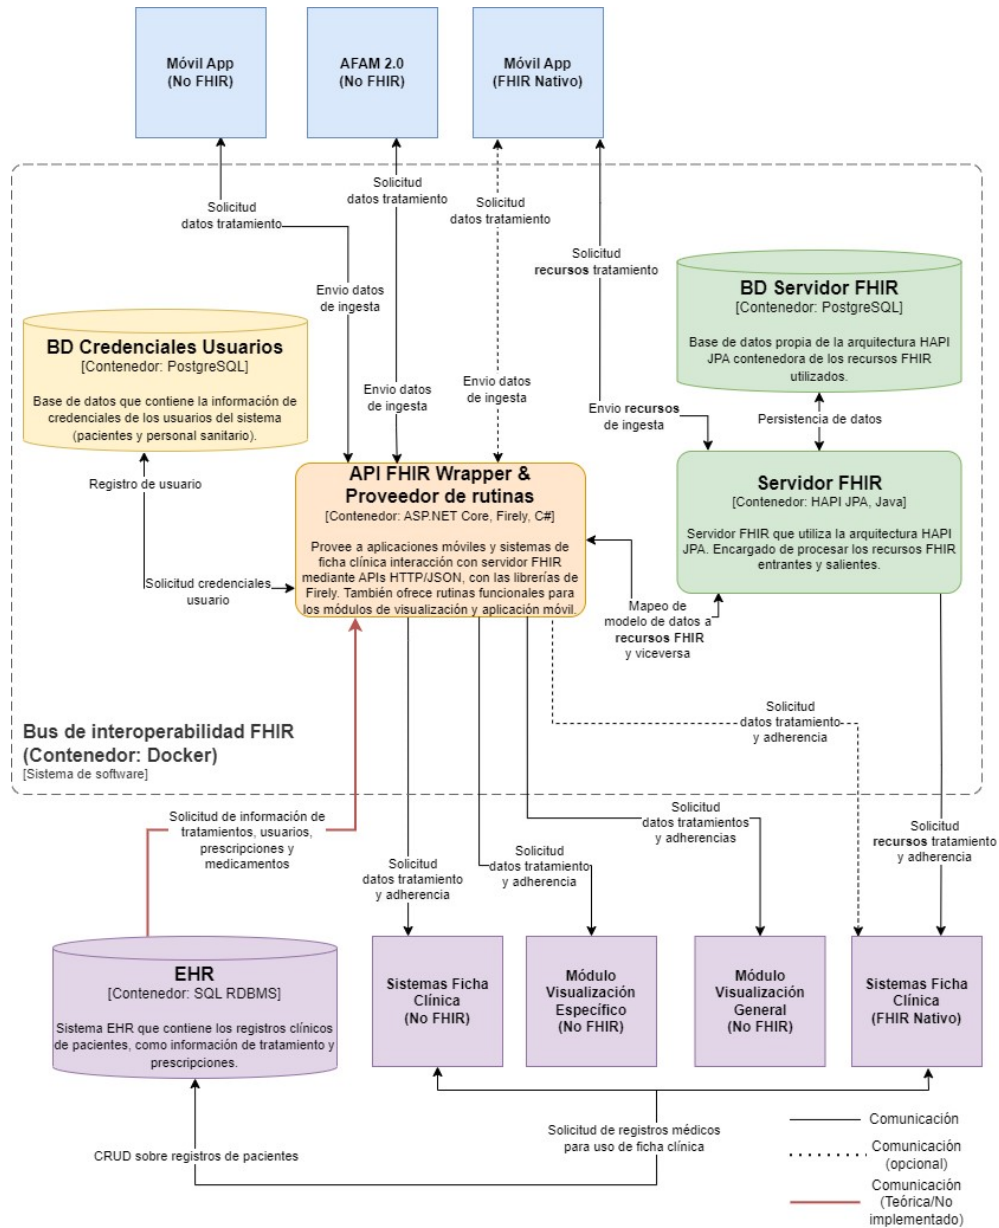 Móvil App
(No FHIR)
AFAM 2.0
(No FHIR)
Móvil App
(FHIR Nativo)
Solicitud
datos tratamiento
Solicitud
datos tratamiento
Solicitud
datos tratamiento
Solicitud
recursos tratamiento
Envio datos
de ingesta
Envio datos
de ingesta
Envio datos
de ingesta
Envio recursos
de ingesta
BD Servidor FHIR
[Contenedor: PostgreSQL]
Base de datos propia de la arquitectura HAPI
JPA contenedora de los recursos FHIR
utilizados.
Persistencia de datos
BD Credenciales Usuarios
[Contenedor: PostgreSQL]
Base de datos que contiene la información de
credenciales de los usuarios del sistema
(pacientes y personal sanitario).
Registro de usuario
Solicitud credenciales
usuario
API FHIR Wrapper &
Proveedor de rutinas
[Contenedor: ASP.NET Core, Firely, C#]
Provee a aplicaciones móviles y sistemas de
ficha clínica interacción con servidor FHIR
mediante APIs HTTP/JSON, con las librerías de
Firely. También ofrece rutinas funcionales para
los módulos de visualización y aplicación móvil.
Servidor FHIR
[Contenedor: HAPI JPA, Java]
Servidor FHIR que utiliza la arquitectura HAPI
JPA. Encargado de procesar los recursos FHIR
entrantes y salientes.
Mapeo de
modelo de datos a
recursos FHIR
y viceversa
Solicitud
datos tratamiento
y adherencia
Bus de interoperabilidad FHIR
(Contenedor: Docker)
[Sistema de software]
Solicitud de información de
tratamientos, usuarios,
prescripciones y
medicamentos
Solicitud
datos tratamiento
y adherencia
Solicitud
datos tratamiento
y adherencia
Solicitud
datos tratamientos
y adherencias
Solicitud
recursos tratamiento
y adherencia
EHR
[Contenedor: SQL RDBMS]
Sistema EHR que contiene los registros clínicos
de pacientes, como información de tratamiento y
prescripciones.
Sistemas Ficha
Clínica
(No FHIR)
Módulo
Visualización
Específico
(No FHIR)
Módulo
Visualización
General
(No FHIR)
Sistemas Ficha
Clínica
(FHIR Nativo)
CRUD sobre registros de pacientes
Solicitud de registros médicos
para uso de ficha clínica
Comunicación
Comunicación
(opcional)
Comunicación
(Teórica/No
implementado)